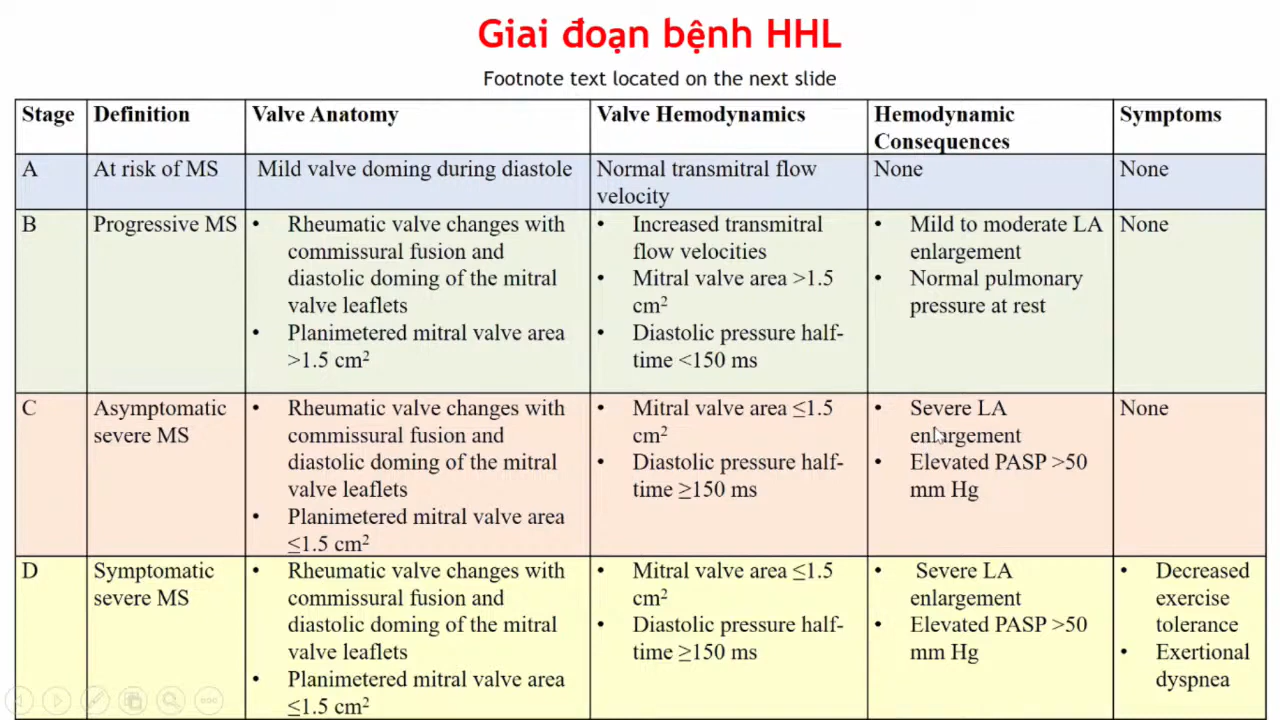 Giai đoạn bệnh HHL
Footnote text located on the next slide
Stage
Definition
Valve Anatomy
Valve Hemodynamics
Hemodynamic
Consequences
Symptoms
A
At risk of MS
Mild valve doming during diastole
Normal transmitral flow
velocity
None
None
B
Progressive MS
• Rheumatic valve changes with
commissural fusion and
diastolic doming of the mitral
valve leaflets
• Planimetered mitral valve area
>1.5 cm²
• Increased transmitral
flow velocities
• Mitral valve area >1.5
cm²
• Diastolic pressure half-
time <150 ms
• Mild to moderate LA
enlargement
• Normal pulmonary
pressure at rest
None
C
Asymptomatic
severe MS
• Rheumatic valve changes with
commissural fusion and
diastolic doming of the mitral
valve leaflets
• Planimetered mitral valve area
≤1.5 cm²
• Mitral valve area ≤1.5
cm²
• Diastolic pressure half-
time ≥150 ms
• Severe LA
enlargement
• Elevated PASP >50
mm Hg
None
D
Symptomatic
severe MS
• Rheumatic valve changes with
commissural fusion and
diastolic doming of the mitral
valve leaflets
• Planimetered mitral valve area
≤1.5 cm²
• Mitral valve area ≤1.5
cm²
• Diastolic pressure half-
time ≥150 ms
• Severe LA
enlargement
• Elevated PASP >50
mm Hg
• Decreased
exercise
tolerance
• Exertional
dyspnea